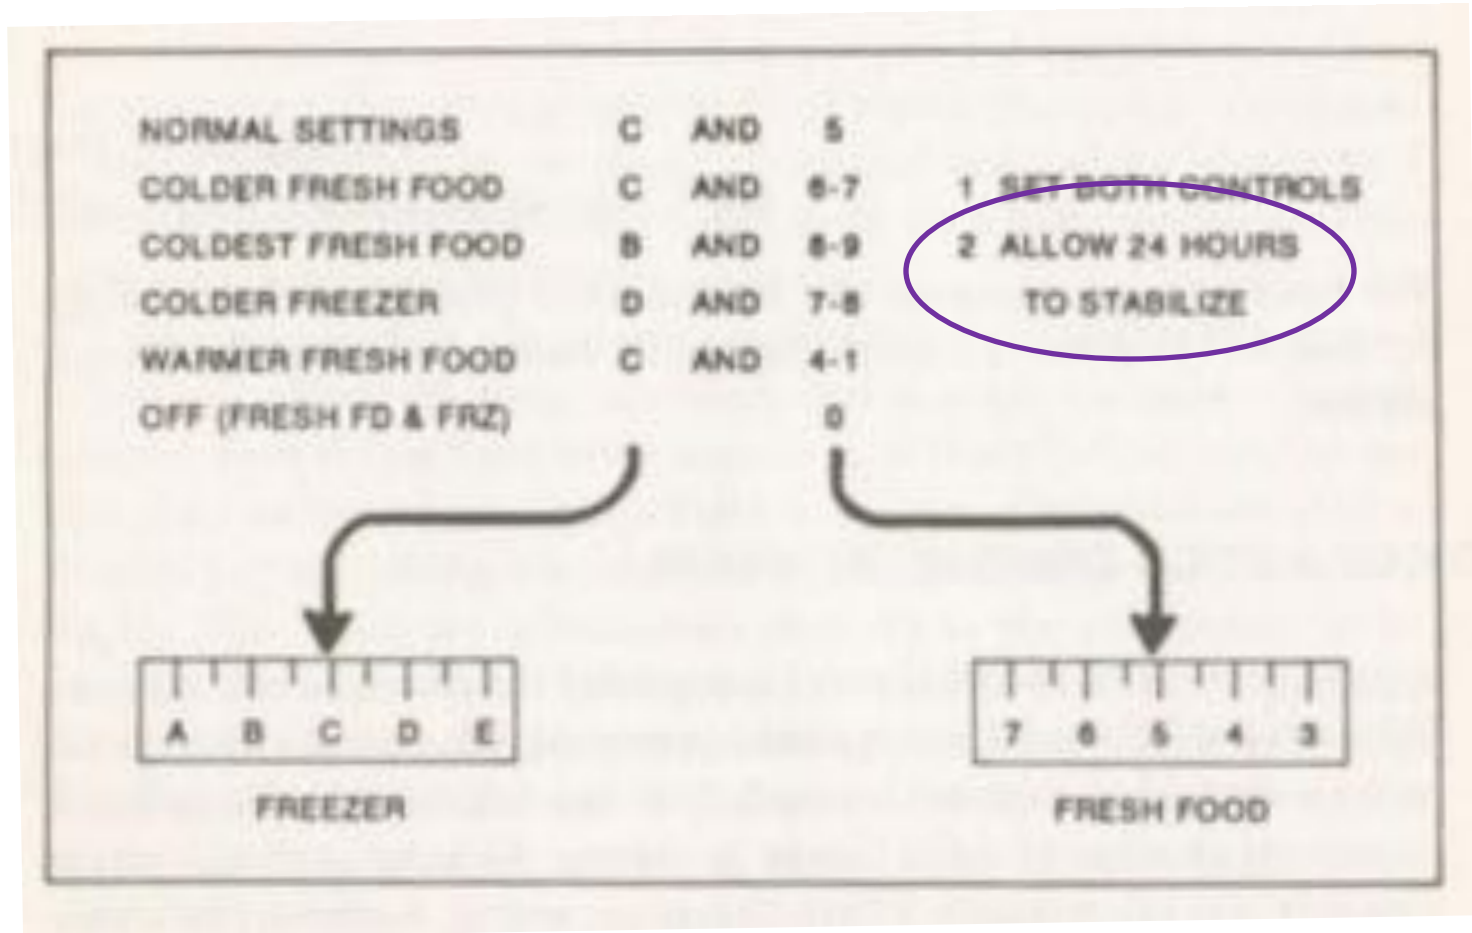 NORMAL SETTINGS C AND 5
COLDER FRESH FOOD C AND 6-7 1 SET BOTH CONTROLS
COLDEST FRESH FOOD B AND 8-9 2 ALLOW 24 HOURS
COLDER FREEZER D AND 7-8 TO STABILIZE
WARMER FRESH FOOD C AND 4-1
OFF (FRESH FD & FRZ) 0
A B C D E
7 6 5 4 3
FREEZER FRESH FOOD